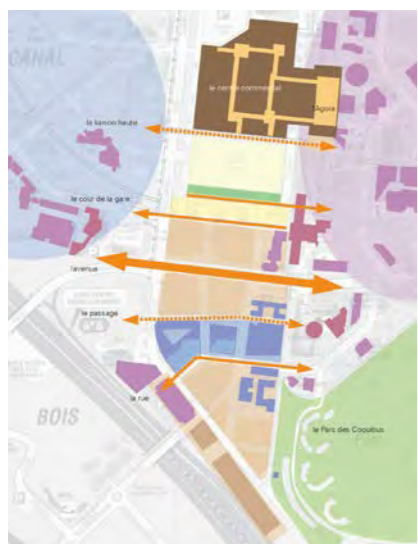 CANAL
le centre commercial
l'Agora
la liaison haute
le cour de la gare
l'avenue
le passage
la rue
BOIS
le Parc des Coquibus